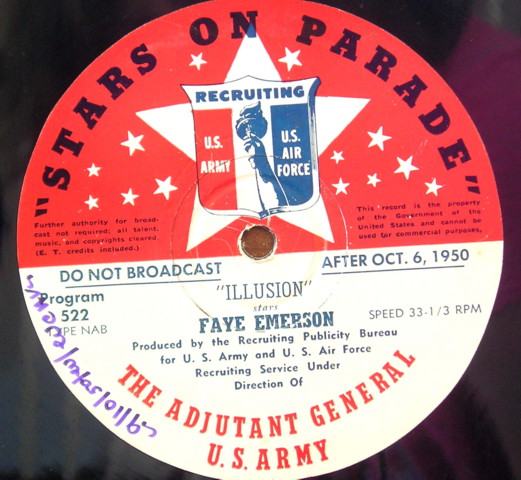 "STARS ON PARADE"
RECRUITING
U.S. ARMY
U.S. AIR FORCE
Further authority for broad-
cast not required; all talent,
music, and copyrights cleared.
(E. T. credits included.)
This record is the property
of the Government of the
United States and cannot be
used for commercial purposes.
DO NOT BROADCAST
AFTER OCT. 6, 1950
Program
522
TYPE NAB
"ILLUSION"
stars
FAYE EMERSON
SPEED 33-1/3 RPM
Produced by the Recruiting Publicity Bureau
for U. S. Army and U. S. Air Force
Recruiting Service Under
Direction Of
THE ADJUTANT GENERAL
U.S. ARMY